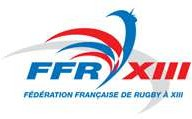 FFR XIII
FÉDÉRATION FRANÇAISE DE RUGBY À XIII